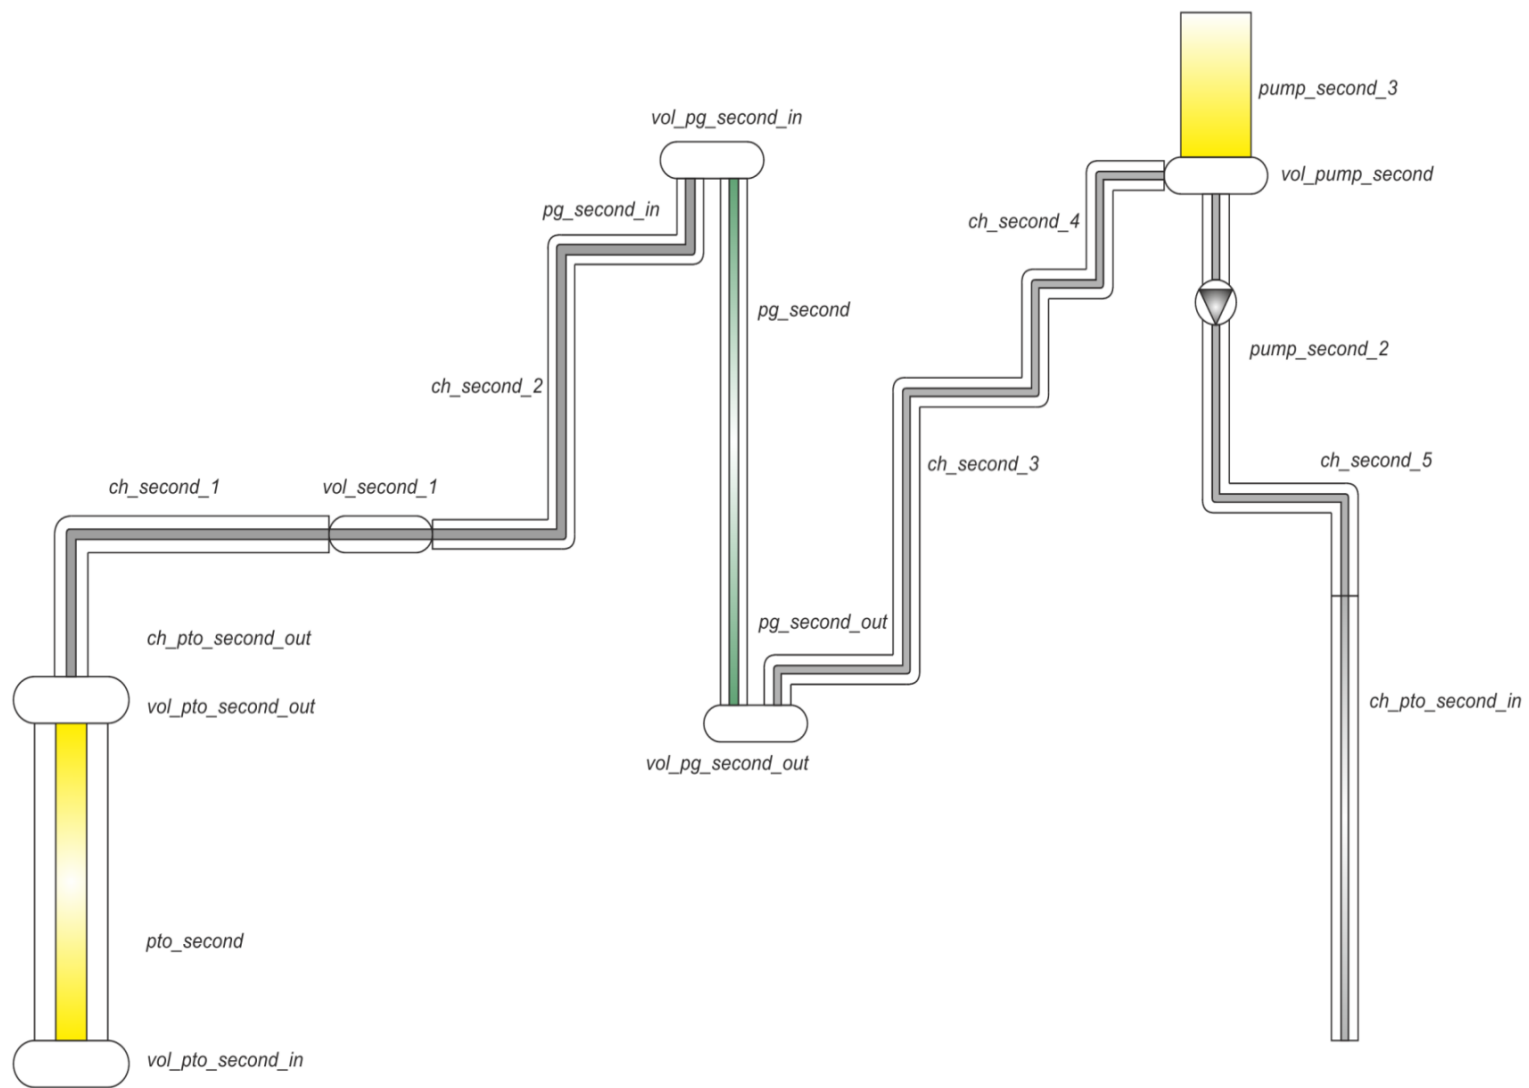 pump_second_3
vol_pg_second_in
vol_pump_second
pg_second_in
ch_second_4
pg_second
pump_second_2
ch_second_2
ch_second_5
ch_second_3
ch_second_1
vol_second_1
pg_second_out
ch_pto_second_out
ch_pto_second_in
vol_pto_second_out
vol_pg_second_out
pto_second
vol_pto_second_in